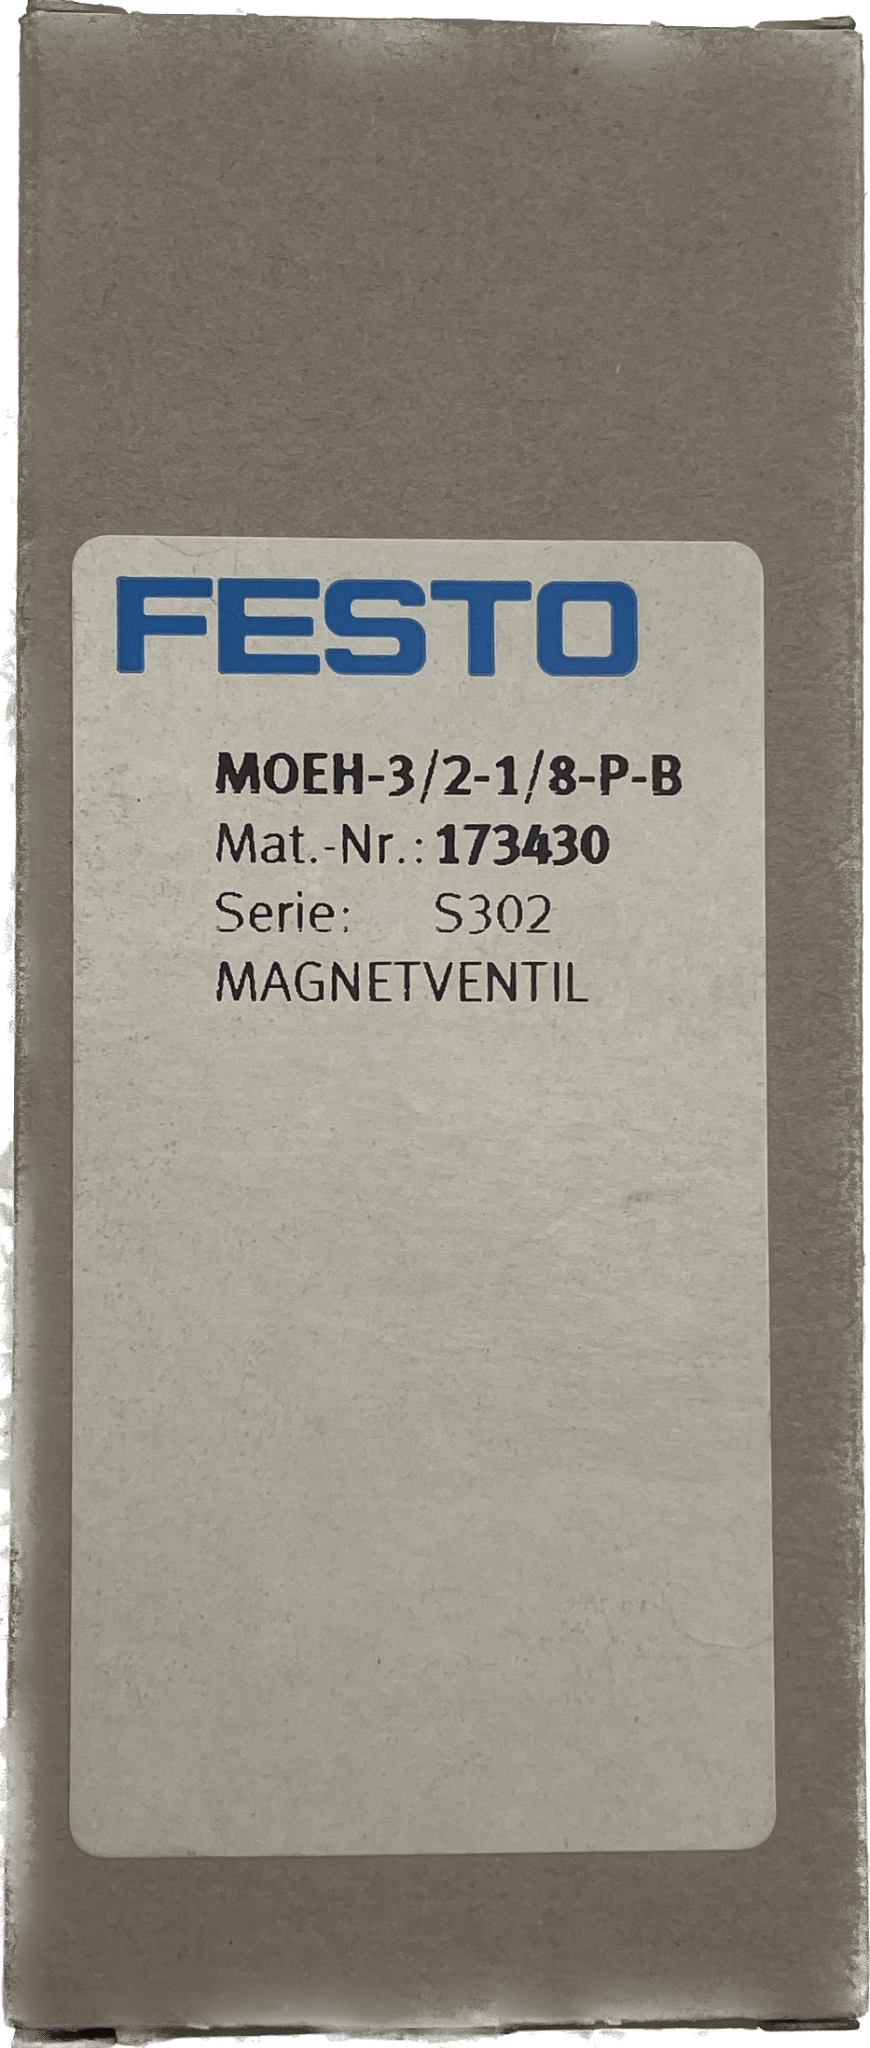 FESTO
MOEH-3/2-1/8-P-B
Mat.-Nr.: 173430
Serie: S302
MAGNETVENTIL